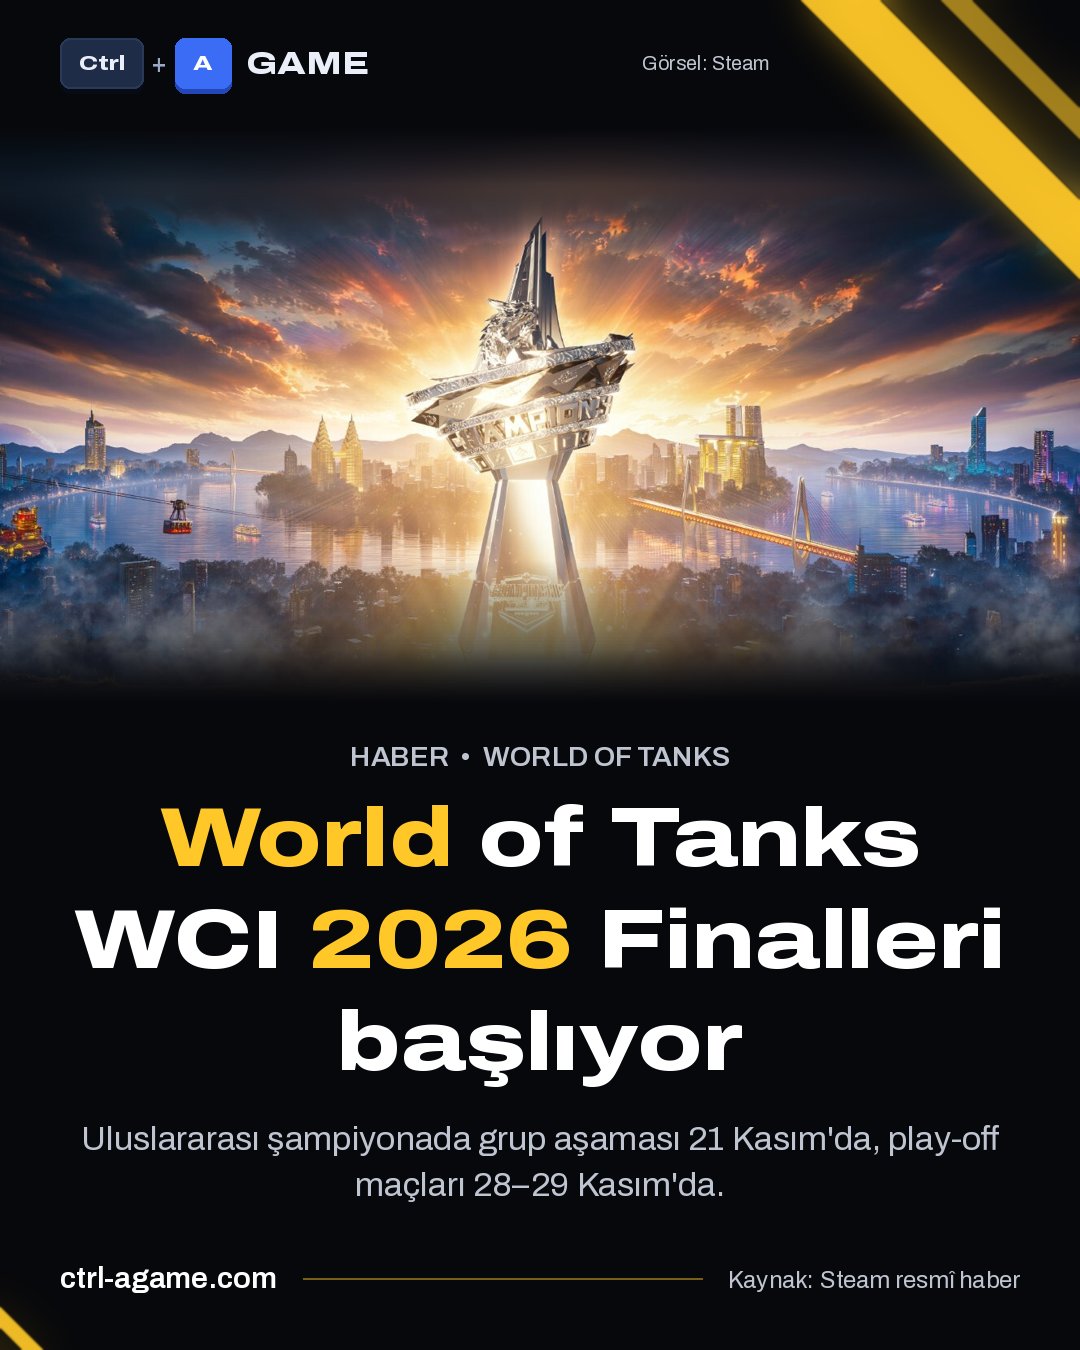 Ctrl + A GAME
Görsel: Steam
CHAMPIONS
HABER • WORLD OF TANKS
World of Tanks
WCI 2026 Finalleri
başlıyor
Uluslararası şampiyonada grup aşaması 21 Kasım'da, play-off
maçları 28–29 Kasım'da.
ctrl-agame.com
Kaynak: Steam resmî haber